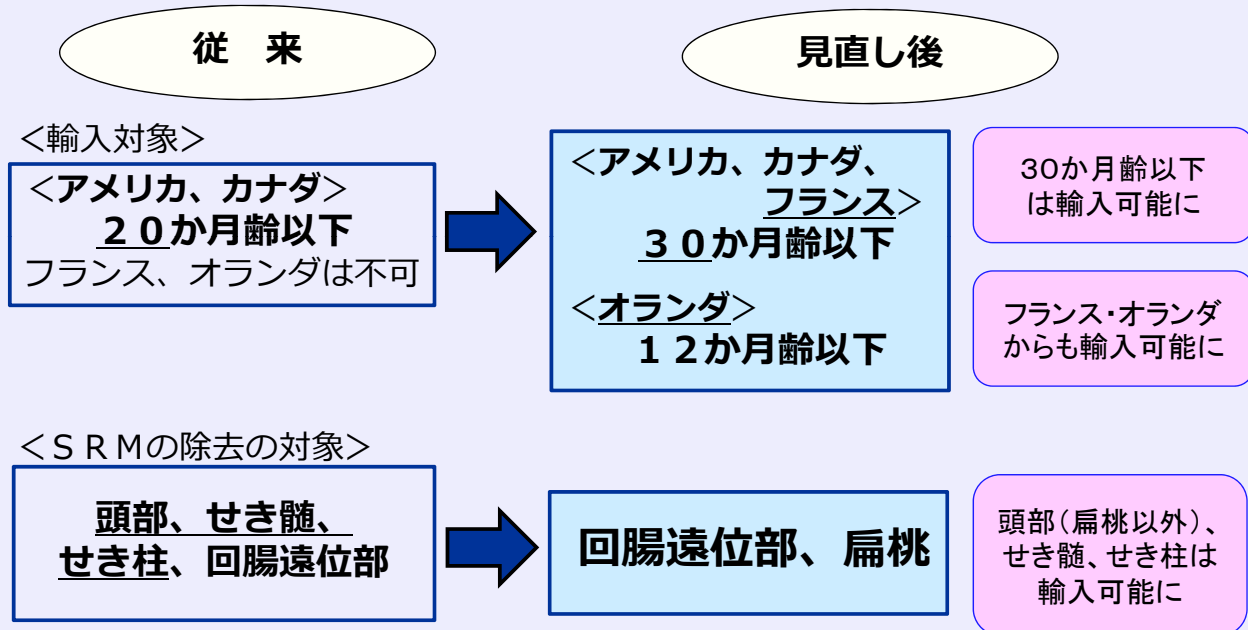 従　来
見直し後
＜輸入対象＞
＜アメリカ、カナダ＞
２０か月齢以下
フランス、オランダは不可
＜アメリカ、カナダ、
フランス＞
３０か月齢以下
＜オランダ＞
１２か月齢以下
30か月齢以下
は輸入可能に
フランス・オランダ
からも輸入可能に
＜ＳＲＭの除去の対象＞
頭部、せき髄、
せき柱、回腸遠位部
回腸遠位部、扁桃
頭部(扁桃以外)、
せき髄、せき柱は
輸入可能に